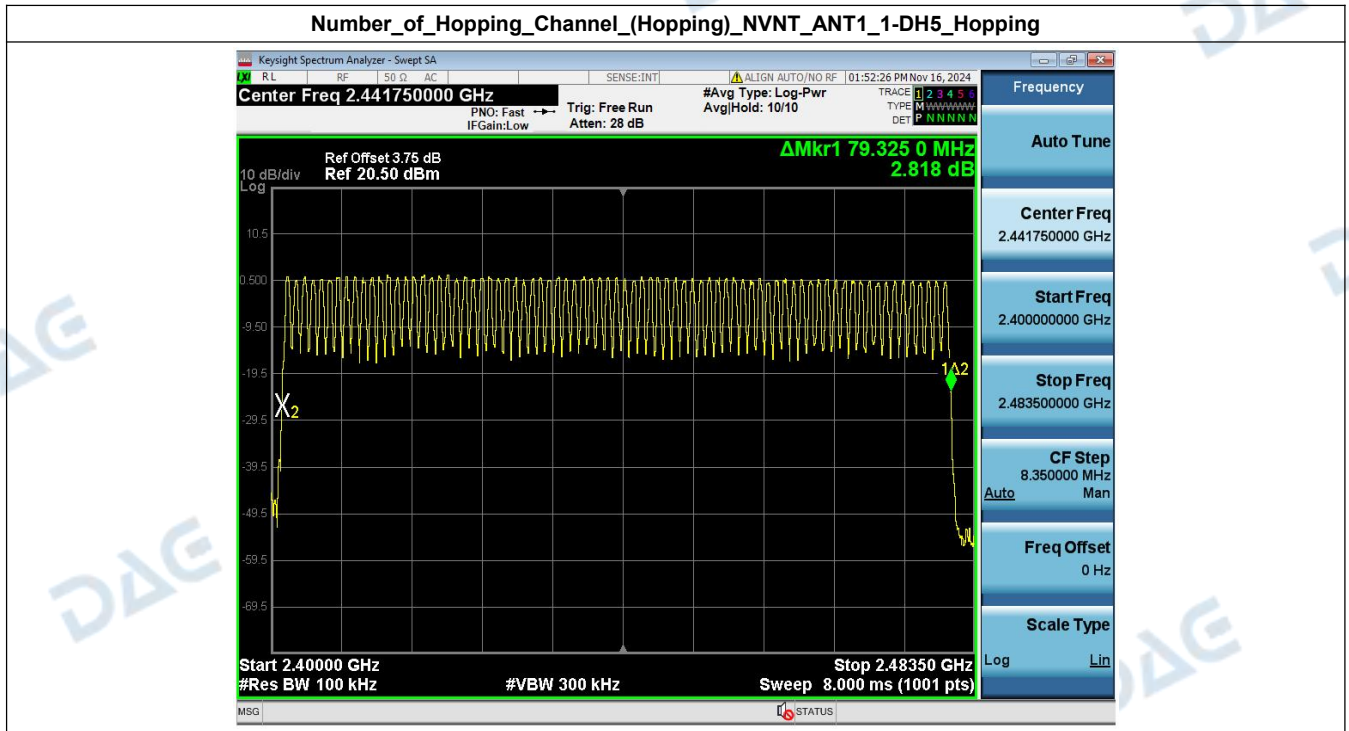 Number_of_Hopping_Channel_(Hopping)_NVNT_ANT1_1-DH5_Hopping
Keysight Spectrum Analyzer - Swept SA
LXI RL RF 50 Ω AC SENSE:INT ALIGN AUTO/NO RF 01:52:26 PM Nov 16, 2024
Center Freq 2.441750000 GHz
PNO: Fast
IFGain:Low
Trig: Free Run
Atten: 28 dB
#Avg Type: Log-Pwr
Avg|Hold: 10/10
TRACE 1 2 3 4 5 6
TYPE M WWWWW
DET P N N N N N
Ref Offset 3.75 dB
10 dB/div Ref 20.50 dBm
Log
ΔMkr1 79.325 0 MHz
2.818 dB
10.5
0.500
-9.50
-19.5
-29.5
-39.5
-49.5
-59.5
-69.5
1Δ2
X2
Start 2.40000 GHz
Stop 2.48350 GHz
#Res BW 100 kHz
#VBW 300 kHz
Sweep 8.000 ms (1001 pts)
MSG
STATUS
Frequency
Auto Tune
Center Freq
2.441750000 GHz
Start Freq
2.400000000 GHz
Stop Freq
2.483500000 GHz
CF Step
8.350000 MHz
Auto Man
Freq Offset
0 Hz
Scale Type
Log Lin
DAG
DAG